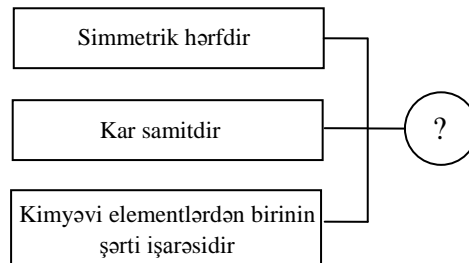 Simmetrik hərfdir
Kar samitdir
?
Kimyəvi elementlərdən birinin
şərti işarəsidir